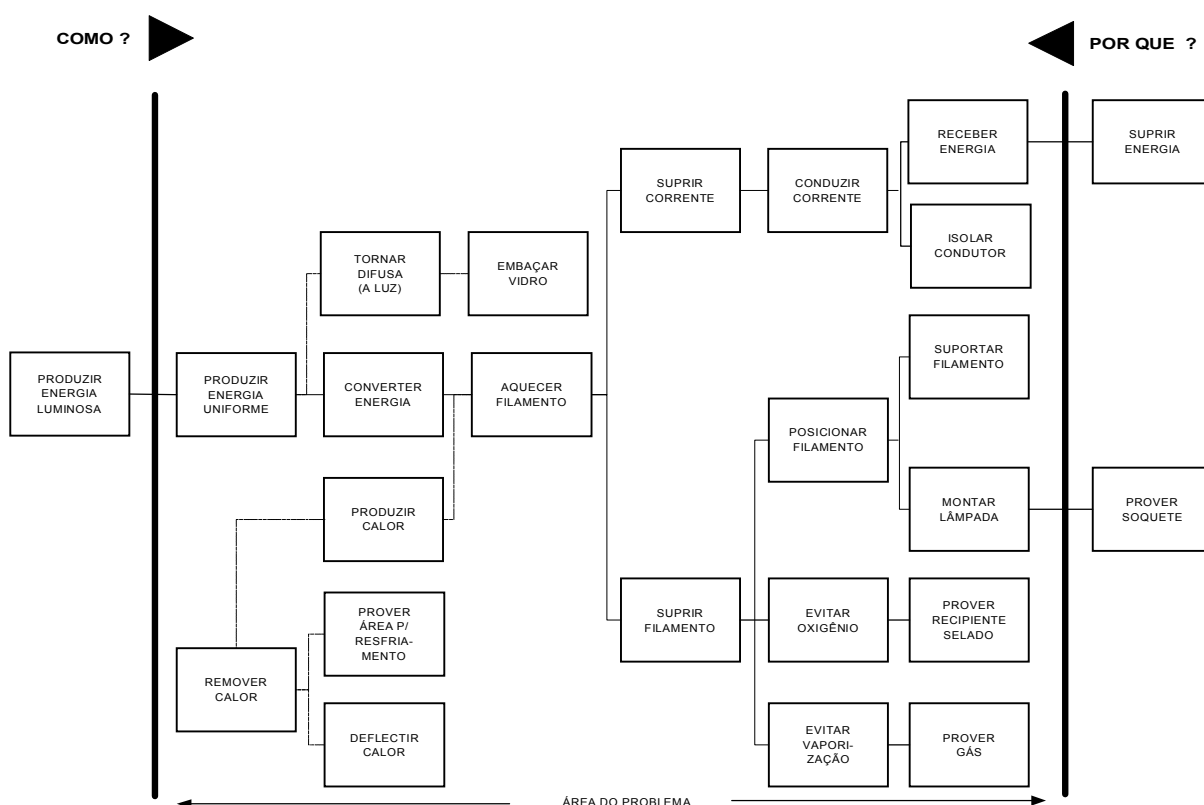 COMO ?
POR QUE ?
RECEBER
ENERGIA
SUPRIR
ENERGIA
SUPRIR
CORRENTE
CONDUZIR
CORRENTE
ISOLAR
CONDUTOR
TORNAR
DIFUSA
(A LUZ)
EMBAÇAR
VIDRO
SUPORTAR
FILAMENTO
PRODUZIR
ENERGIA
LUMINOSA
PRODUZIR
ENERGIA
UNIFORME
CONVERTER
ENERGIA
AQUECER
FILAMENTO
POSICIONAR
FILAMENTO
PRODUZIR
CALOR
MONTAR
LÂMPADA
PROVER
SOQUETE
PROVER
ÁREA P/
RESFRIA-
MENTO
SUPRIR
FILAMENTO
EVITAR
OXIGÊNIO
PROVER
RECIPIENTE
SELADO
REMOVER
CALOR
DEFLECTIR
CALOR
EVITAR
VAPORI-
ZAÇÃO
PROVER
GÁS
ÁREA DO PROBLEMA